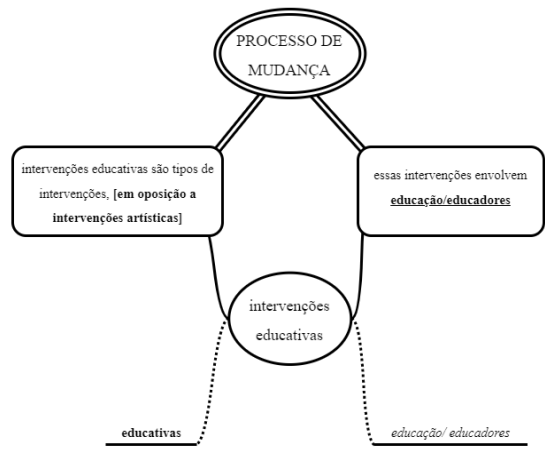 PROCESSO DE
MUDANÇA
intervenções educativas são tipos de
intervenções, [em oposição a
intervenções artísticas]
essas intervenções envolvem
educação/educadores
intervenções
educativas
educativas
educação/ educadores